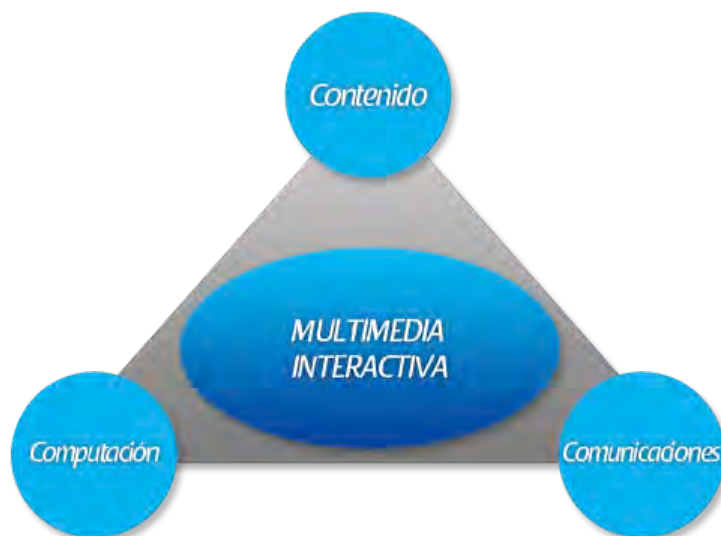 Contenido
MULTIMEDIA
INTERACTIVA
Computación
Comunicaciones